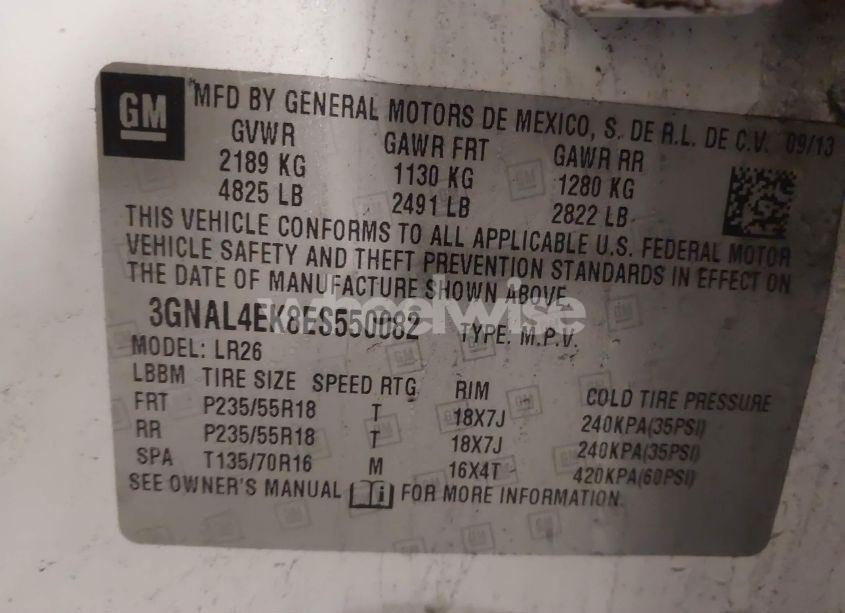 GM
MFD BY GENERAL MOTORS DE MEXICO, S. DE R.L. DE C.V. 09/13
GVWR GAWR FRT GAWR RR
2189 KG 1130 KG 1280 KG
4825 LB 2491 LB 2822 LB
THIS VEHICLE CONFORMS TO ALL APPLICABLE U.S. FEDERAL MOTOR
VEHICLE SAFETY AND THEFT PREVENTION STANDARDS IN EFFECT ON
THE DATE OF MANUFACTURE SHOWN ABOVE.
3GNAL4EK8ES550082 TYPE: M.P.V.
wheelwise
MODEL: LR26
LBBM TIRE SIZE SPEED RTG RIM COLD TIRE PRESSURE
FRT P235/55R18 T 18X7J 240KPA(35PSI)
RR P235/55R18 T 18X7J 240KPA(35PSI)
SPA T135/70R16 M 16X4T 420KPA(60PSI)
SEE OWNER'S MANUAL FOR MORE INFORMATION.